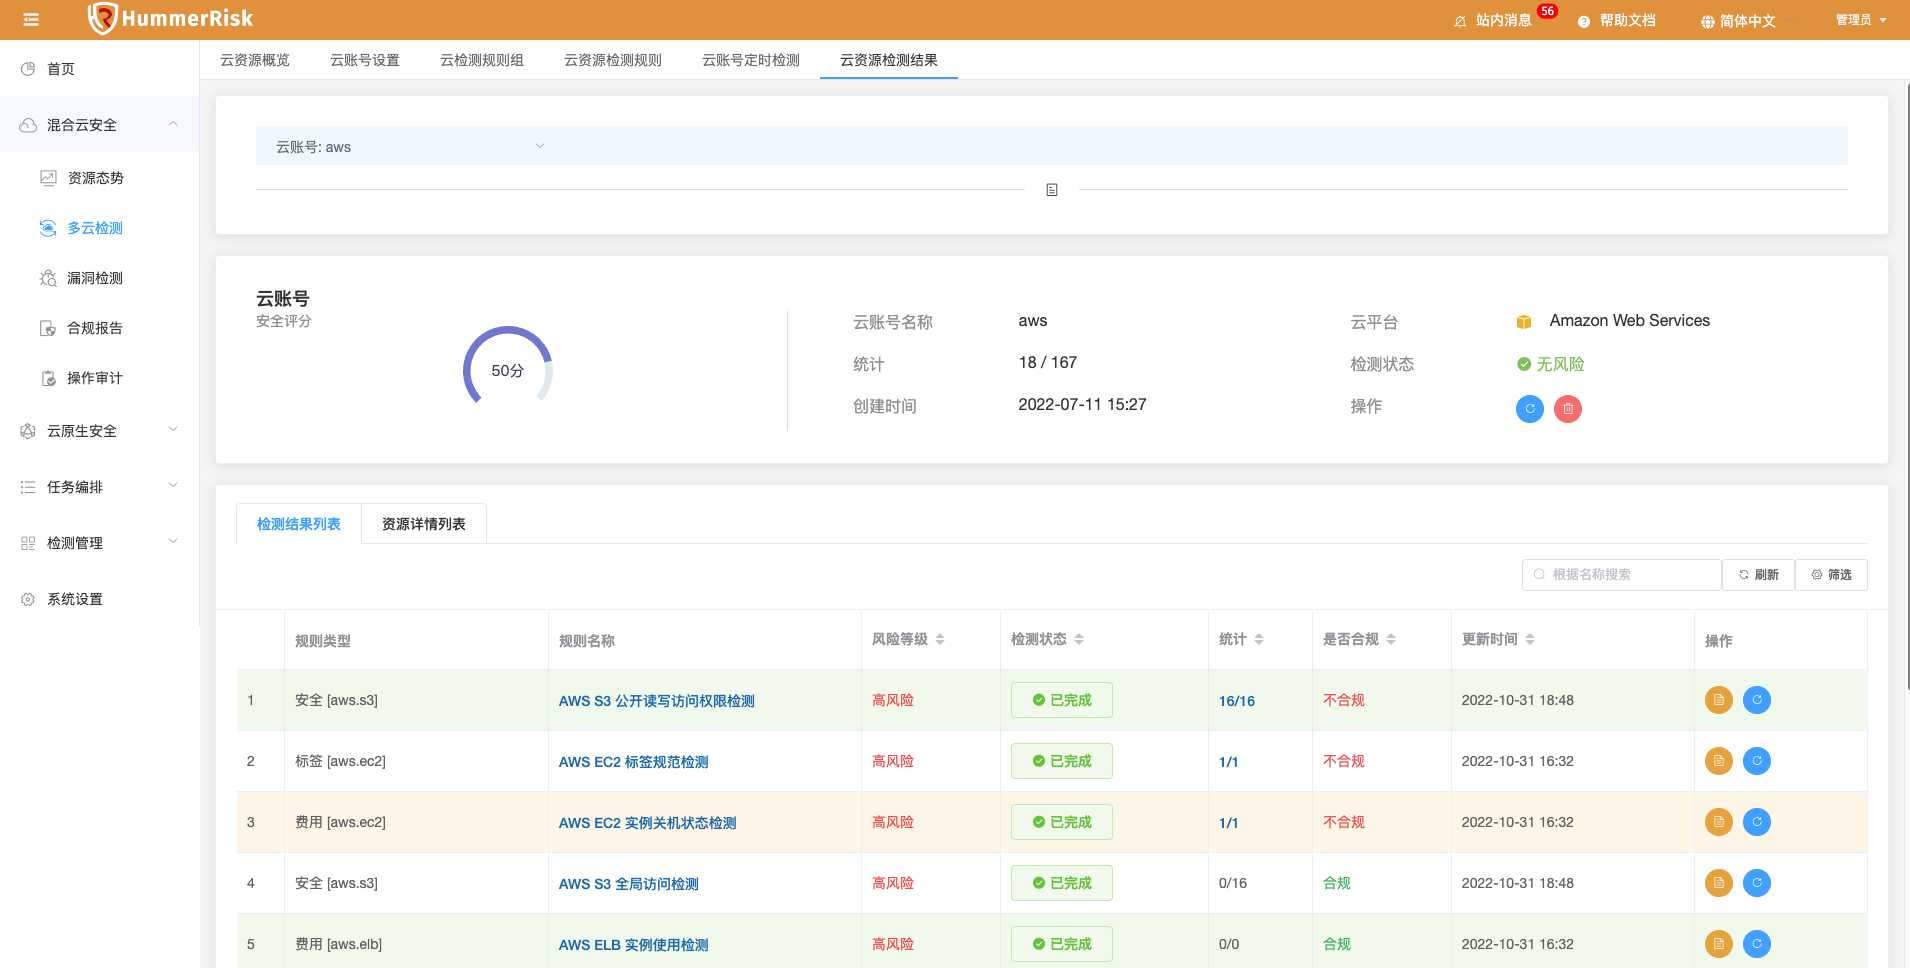 HummerRisk
站内消息 56 帮助文档 简体中文 管理员
云资源概览 云账号设置 云检测规则组 云资源检测规则 云账号定时检测 云资源检测结果
首页
混合云安全
资源态势
多云检测
漏洞检测
合规报告
操作审计
云原生安全
任务编排
检测管理
系统设置
云账号: aws
云账号
安全评分
50分
云账号名称 aws 云平台 Amazon Web Services
统计 18 / 167 检测状态 无风险
创建时间 2022-07-11 15:27 操作
检测结果列表 资源详情列表
根据名称搜索 刷新 筛选
规则类型 规则名称 风险等级 检测状态 统计 是否合规 更新时间 操作
1 安全 [aws.s3] AWS S3 公开读写访问权限检测 高风险 已完成 16/16 不合规 2022-10-31 18:48
2 标签 [aws.ec2] AWS EC2 标签规范检测 高风险 已完成 1/1 不合规 2022-10-31 16:32
3 费用 [aws.ec2] AWS EC2 实例关机状态检测 高风险 已完成 1/1 不合规 2022-10-31 16:32
4 安全 [aws.s3] AWS S3 全局访问检测 高风险 已完成 0/16 合规 2022-10-31 18:48
5 费用 [aws.elb] AWS ELB 实例使用检测 高风险 已完成 0/0 合规 2022-10-31 16:32